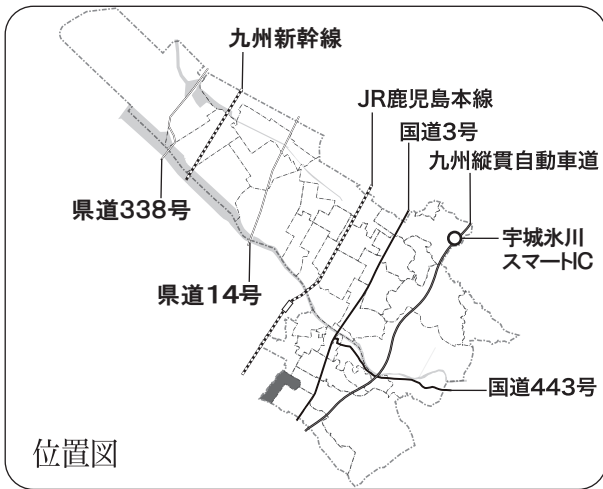 九州新幹線
JR鹿児島本線
国道3号
九州縦貫自動車道
宇城氷川
スマートIC
県道338号
県道14号
国道443号
位置図